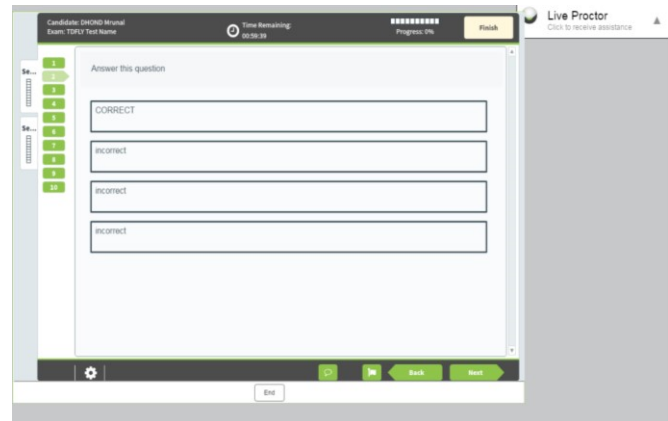 Candidate: DHOND Mrunal
Exam: TDFLY Test Name
Time Remaining:
00:59:39
Progress: 0%
Finish
Live Proctor
Click to receive assistance
Se...
Se...
1
2
3
4
5
6
7
8
9
10
Answer this question
CORRECT
incorrect
incorrect
incorrect
Back
Next
End